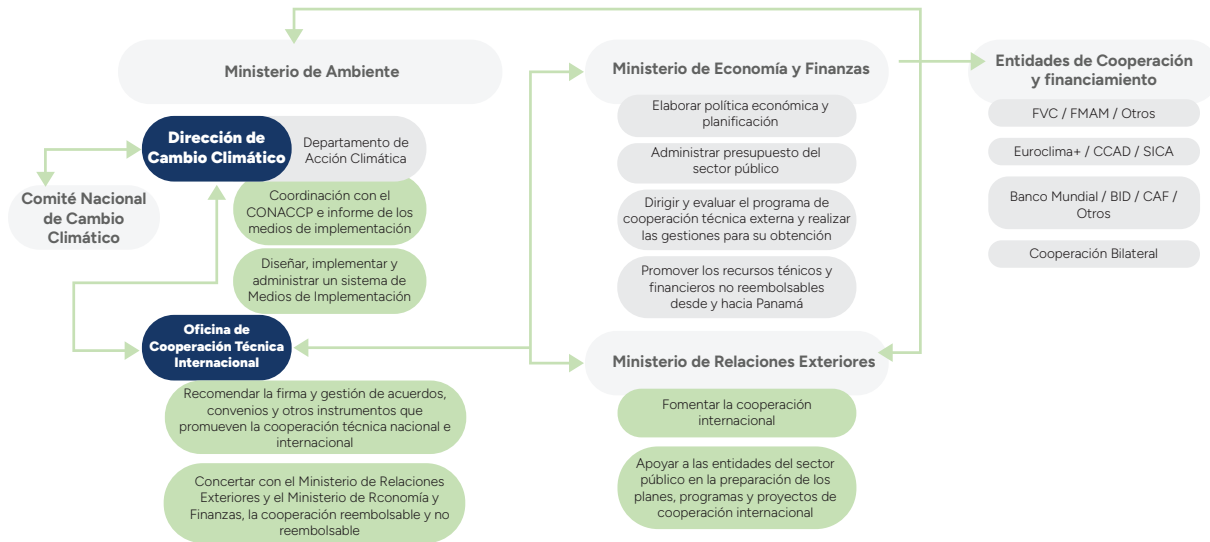 Ministerio de Ambiente
Dirección de
Cambio Climático
Departamento de
Acción Climática
Comité Nacional
de Cambio
Climático
Coordinación con el
CONACCP e informe de los
medios de implementación
Diseñar, implementar y
administrar un sistema de
Medios de Implementación
Oficina de
Cooperación Técnica
Internacional
Recomendar la firma y gestión de acuerdos,
convenios y otros instrumentos que
promueven la cooperación técnica nacional e
internacional
Concertar con el Ministerio de Relaciones
Exteriores y el Ministerio de Rconomía y
Finanzas, la cooperación reembolsable y no
reembolsable
Ministerio de Economía y Finanzas
Elaborar política económica y
planificación
Administrar presupuesto del
sector público
Dirigir y evaluar el programa de
cooperación técnica externa y realizar
las gestiones para su obtención
Promover los recursos ténicos y
financieros no reembolsables
desde y hacia Panamá
Ministerio de Relaciones Exteriores
Fomentar la cooperación
internacional
Apoyar a las entidades del sector
público en la preparación de los
planes, programas y proyectos de
cooperación internacional
Entidades de Cooperación
y financiamiento
FVC / FMAM / Otros
Euroclima+ / CCAD / SICA
Banco Mundial / BID / CAF /
Otros
Cooperación Bilateral